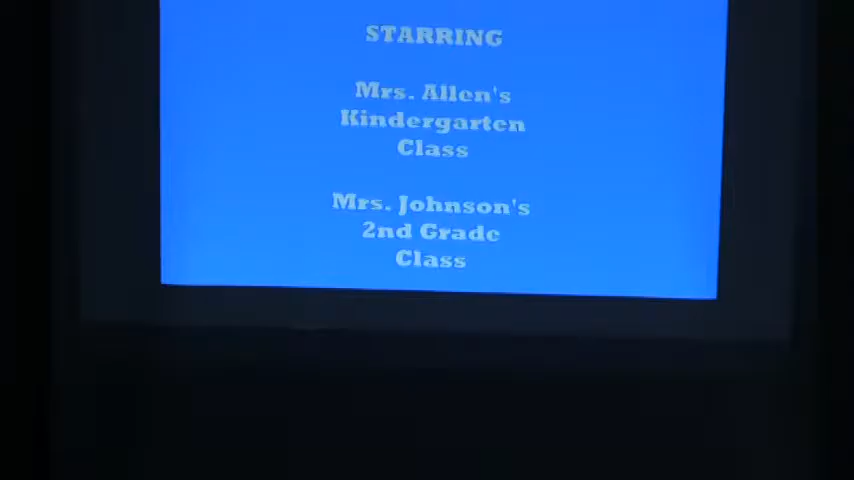 STARRING
Mrs. Allen's
Kindergarten
Class
Mrs. Johnson's
2nd Grade
Class